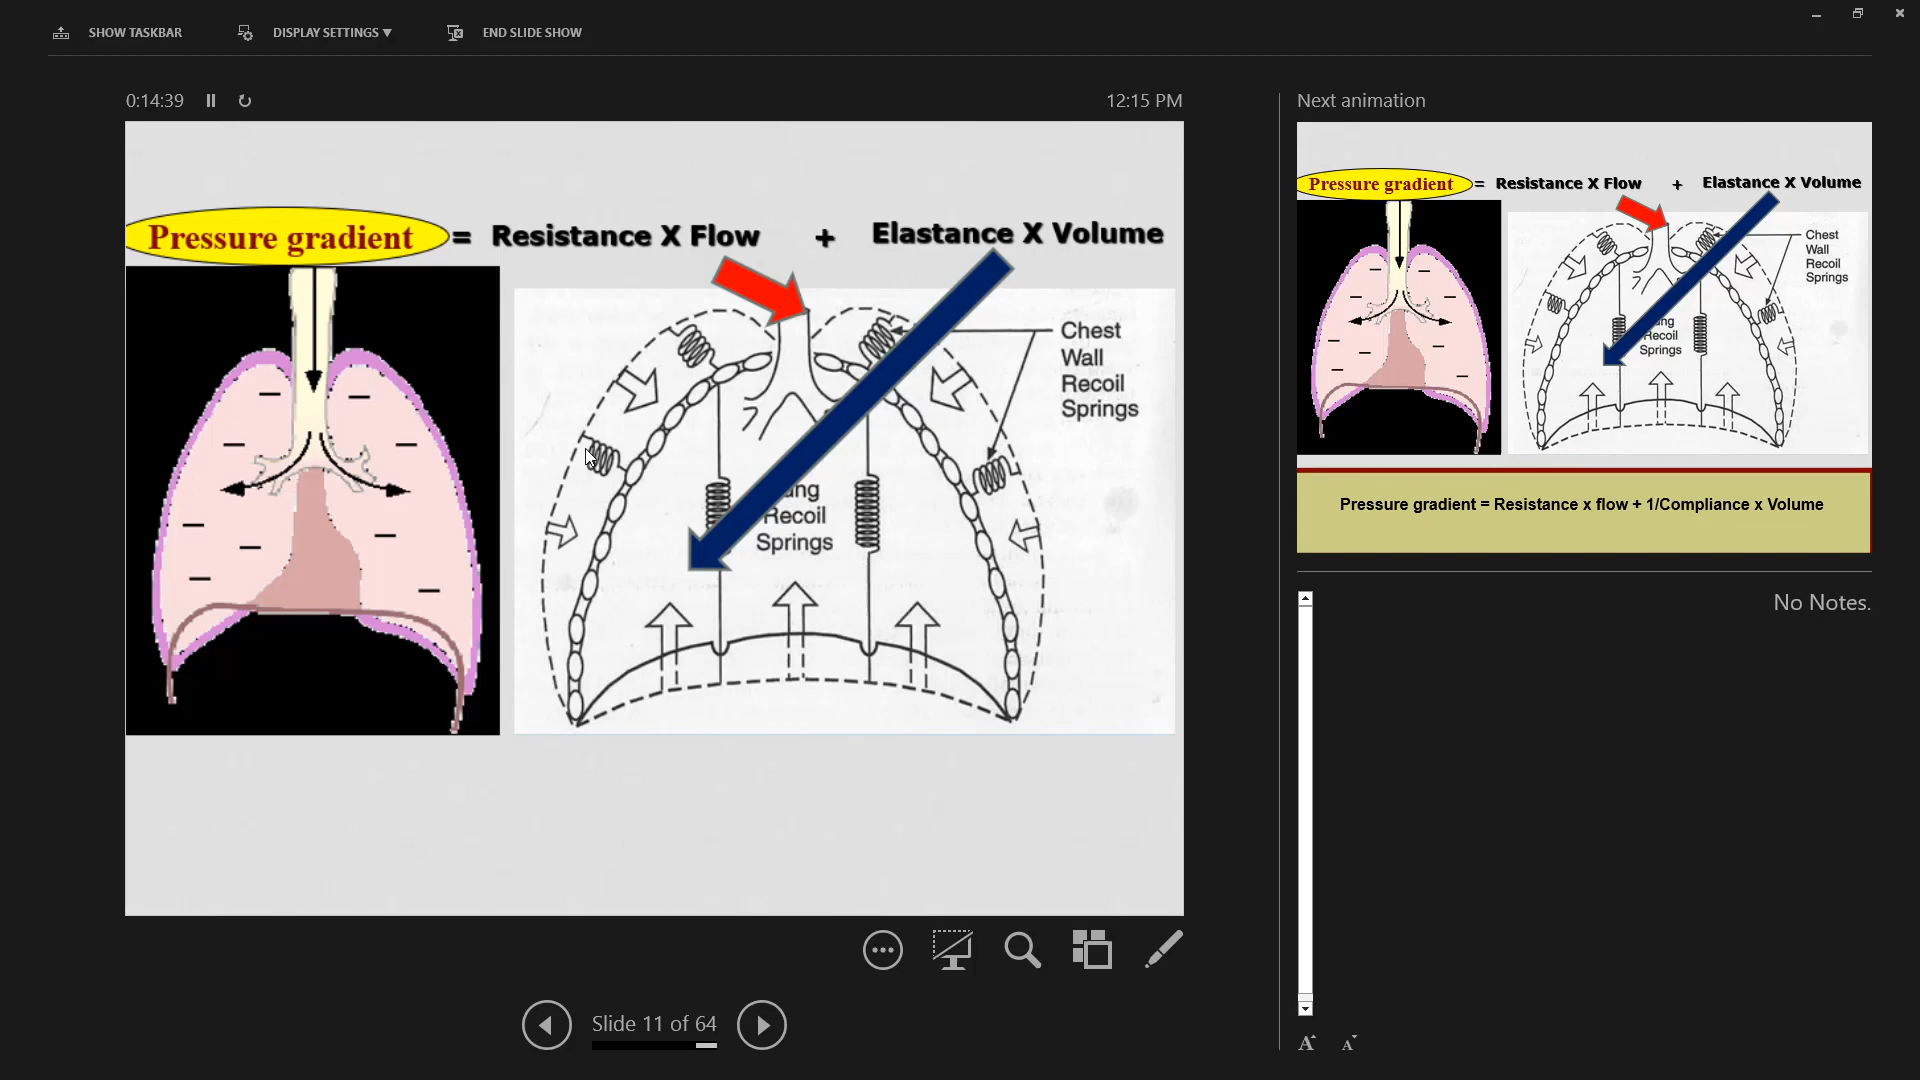 SHOW TASKBAR
DISPLAY SETTINGS ▼
END SLIDE SHOW
0:14:39
12:15 PM
Next animation
Pressure gradient = Resistance X Flow + Elastance X Volume
Chest
Wall
Recoil
Springs
ung
Recoil
Springs
Pressure gradient = Resistance X Flow + Elastance X Volume
Chest
Wall
Recoil
Springs
ung
Recoil
Springs
Pressure gradient = Resistance x flow + 1/Compliance x Volume
No Notes.
Slide 11 of 64
A A